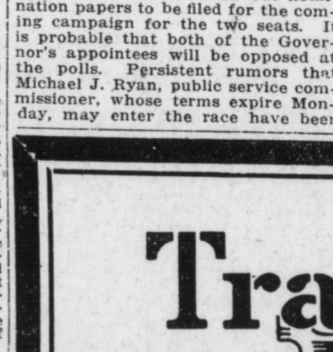 nation papers to be filed for the com-
ing campaign for the two seats. It
is probable that both of the Gover-
nor's appointees will be opposed at
the polls. Persistent rumors that
Michael J. Ryan, public service com-
missioner, whose terms expire Mon-
day, may enter the race have been
Tra